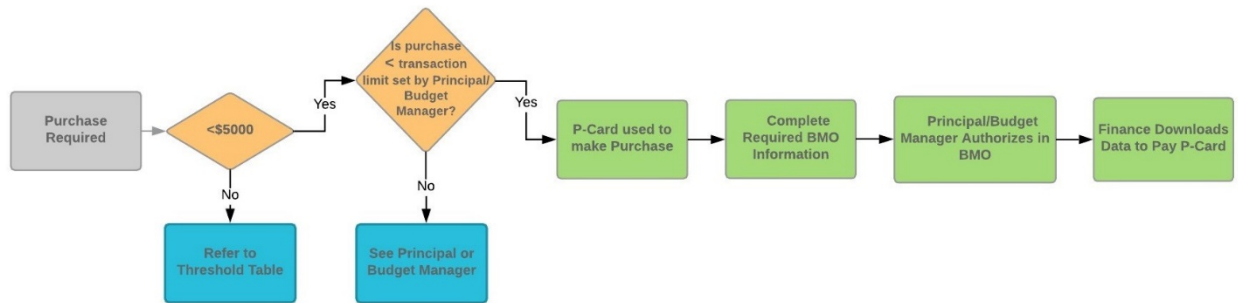 Purchase
Required
<$5000
Yes
No
Refer to
Threshold Table
Is purchase
< transaction
limit set by Principal/
Budget
Manager?
Yes
No
See Principal or
Budget Manager
P-Card used to
make Purchase
Complete
Required BMO
Information
Principal/Budget
Manager Authorizes in
BMO
Finance Downloads
Data to Pay P-Card